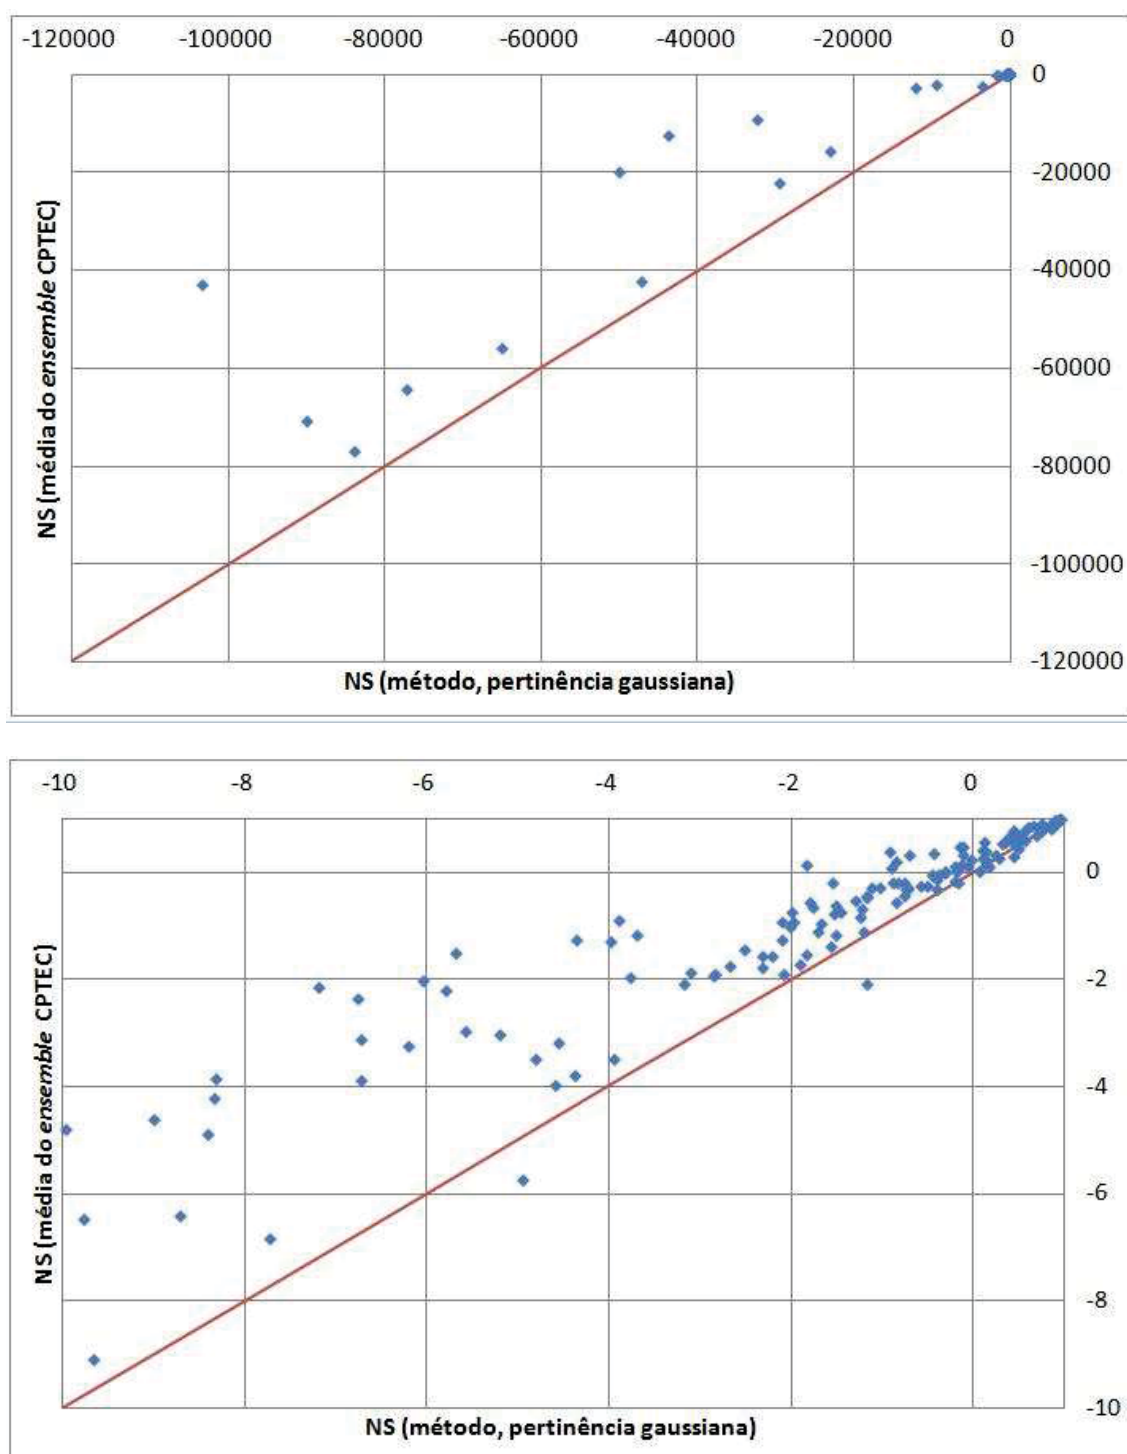 -120000 -100000 -80000 -60000 -40000 -20000 0
0
-20000
-40000
-60000
-80000
-100000
-120000
NS (média do ensemble CPTEC)
NS (método, pertinência gaussiana)
-10 -8 -6 -4 -2 0
0
-2
-4
-6
-8
-10
NS (média do ensemble CPTEC)
NS (método, pertinência gaussiana)